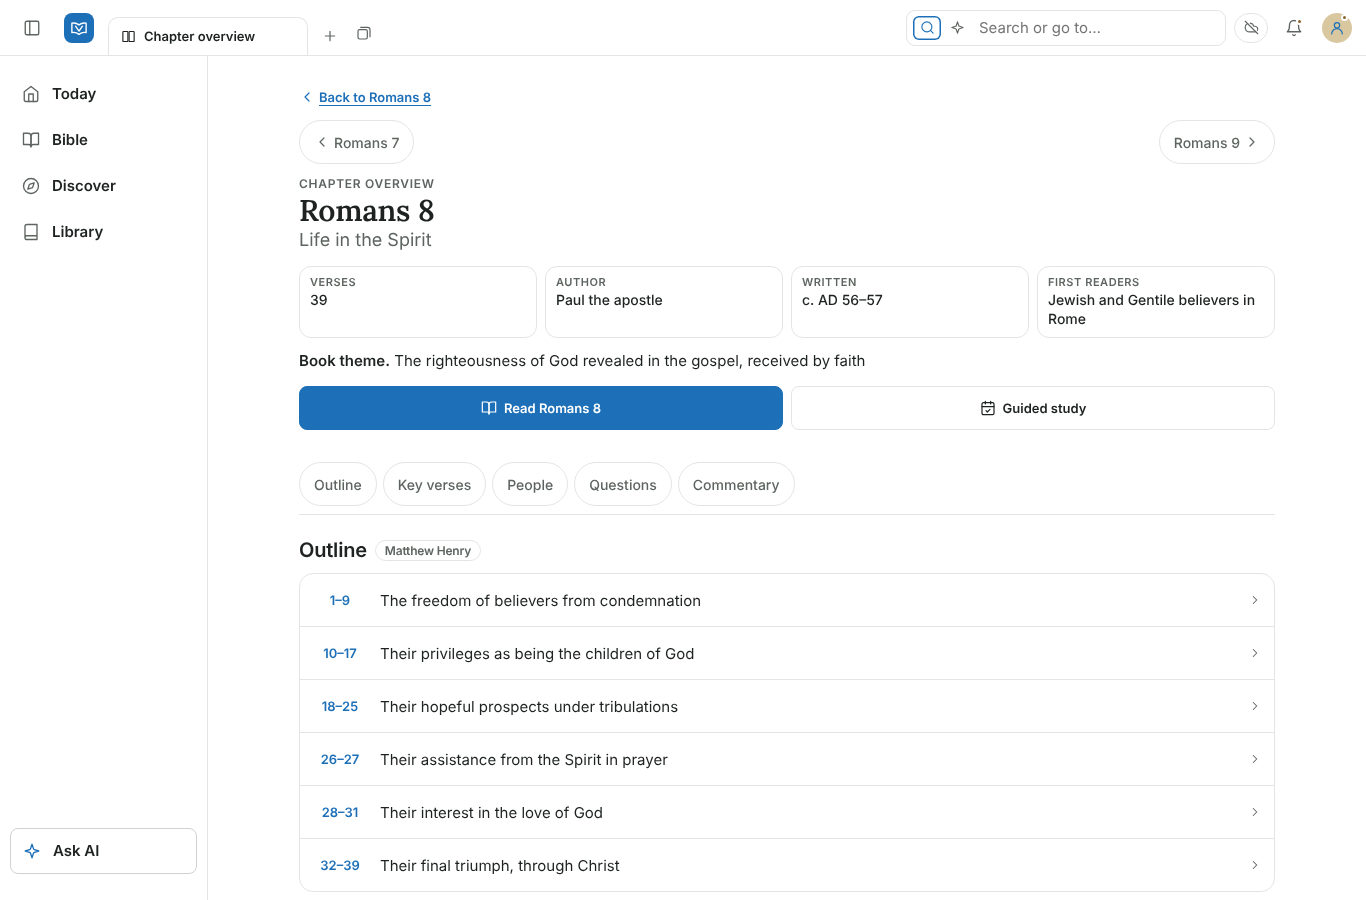 Chapter overview
Search or go to...
Today
Bible
Discover
Library
Ask AI
Back to Romans 8
Romans 7
Romans 9
CHAPTER OVERVIEW
Romans 8
Life in the Spirit
VERSES
39
AUTHOR
Paul the apostle
WRITTEN
c. AD 56–57
FIRST READERS
Jewish and Gentile believers in
Rome
Book theme. The righteousness of God revealed in the gospel, received by faith
Read Romans 8
Guided study
Outline
Key verses
People
Questions
Commentary
Outline
Matthew Henry
1–9 The freedom of believers from condemnation
10–17 Their privileges as being the children of God
18–25 Their hopeful prospects under tribulations
26–27 Their assistance from the Spirit in prayer
28–31 Their interest in the love of God
32–39 Their final triumph, through Christ